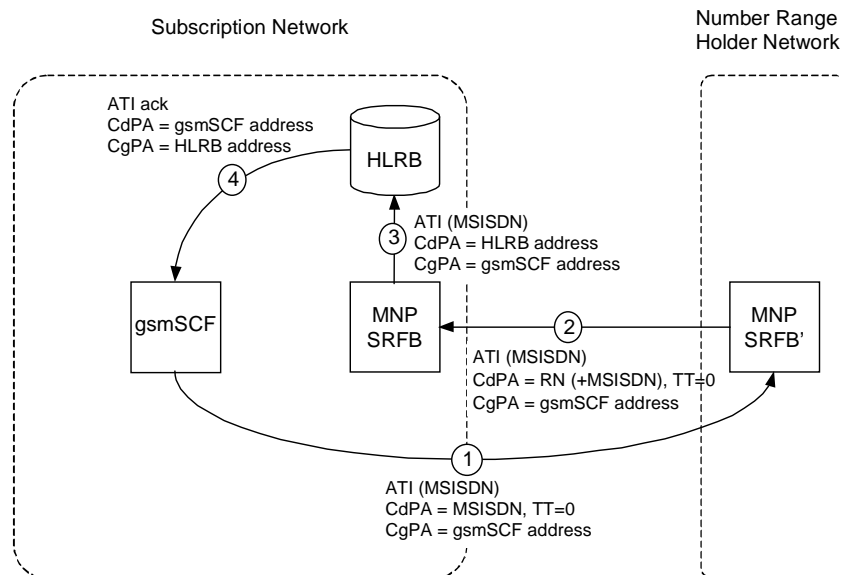 Subscription Network
Number Range
Holder Network
ATI ack
CdPA = gsmSCF address
CgPA = HLRB address
4
HLRB
3
ATI (MSISDN)
CdPA = HLRB address
CgPA = gsmSCF address
gsmSCF
MNP
SRFB
2
MNP
SRFB'
ATI (MSISDN)
CdPA = RN (+MSISDN), TT=0
CgPA = gsmSCF address
1
ATI (MSISDN)
CdPA = MSISDN, TT=0
CgPA = gsmSCF address